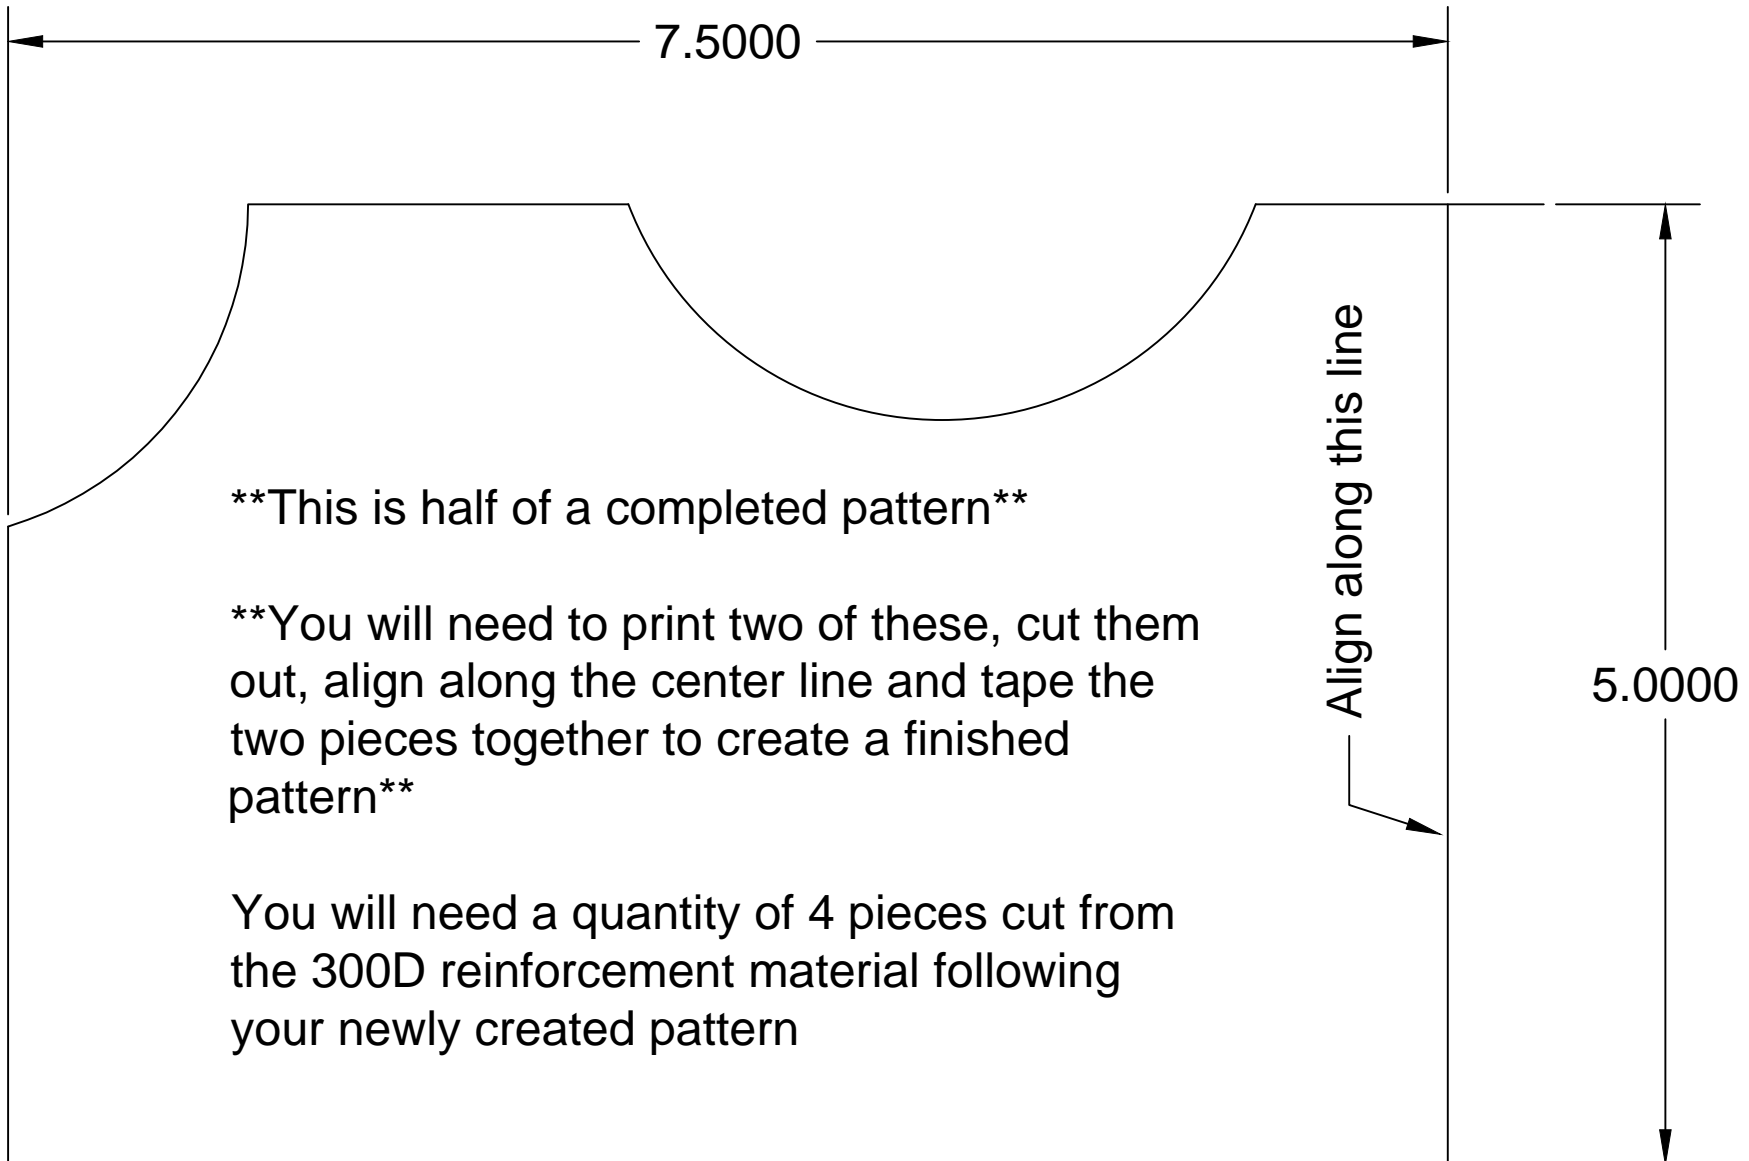 7.5000
**This is half of a completed pattern**
**You will need to print two of these, cut them
out, align along the center line and tape the
two pieces together to create a finished
pattern**
You will need a quantity of 4 pieces cut from
the 300D reinforcement material following
your newly created pattern
Align along this line
5.0000